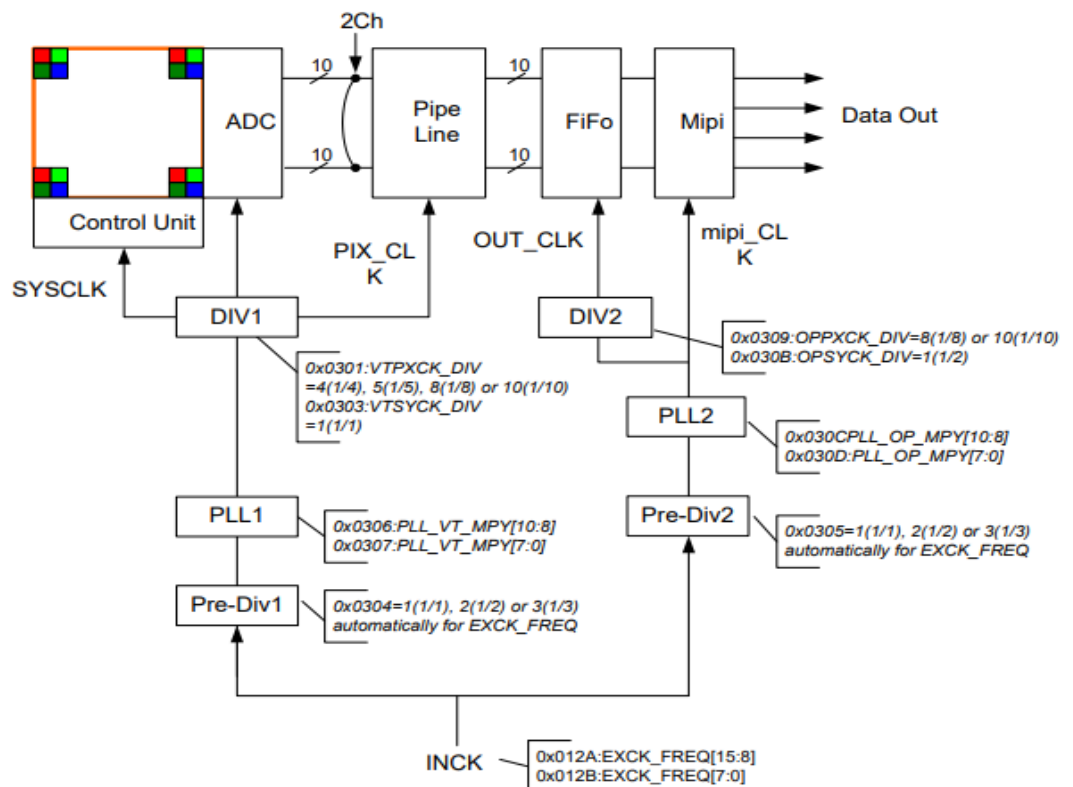 2Ch
10
10
ADC
Pipe
Line
FiFo
Mipi
Data Out
10
10
Control Unit
SYSCLK
PIX_CL
K
OUT_CLK
mipi_CL
K
DIV1
DIV2
0x0309:OPPXCK_DIV=8(1/8) or 10(1/10)
0x030B:OPSYCK_DIV=1(1/2)
0x0301:VTPXCK_DIV
=4(1/4), 5(1/5), 8(1/8) or 10(1/10)
0x0303:VTSYCK_DIV
=1(1/1)
PLL2
0x030CPLL_OP_MPY[10:8]
0x030D:PLL_OP_MPY[7:0]
PLL1
0x0306:PLL_VT_MPY[10:8]
0x0307:PLL_VT_MPY[7:0]
Pre-Div2
0x0305=1(1/1), 2(1/2) or 3(1/3)
automatically for EXCK_FREQ
Pre-Div1
0x0304=1(1/1), 2(1/2) or 3(1/3)
automatically for EXCK_FREQ
INCK
0x012A:EXCK_FREQ[15:8]
0x012B:EXCK_FREQ[7:0]